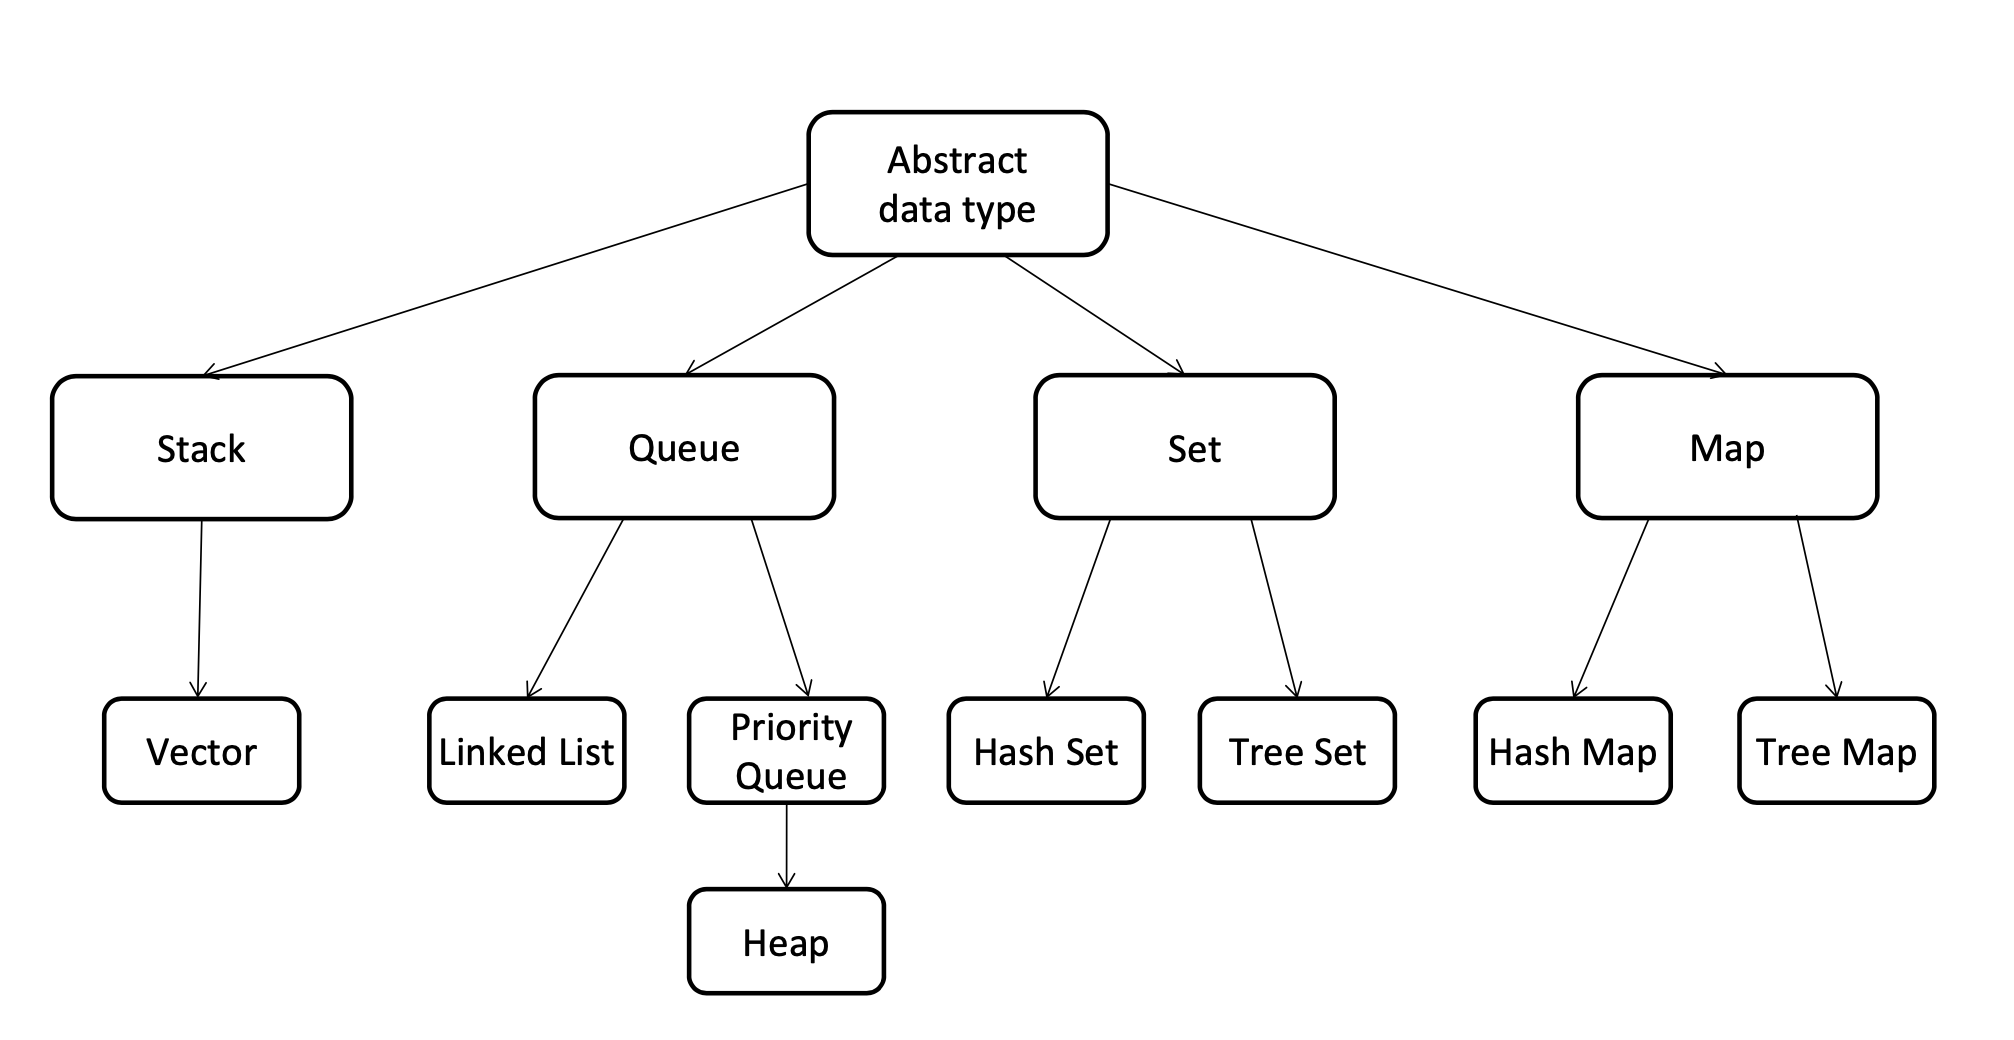 Abstract
data type
Stack
Queue
Set
Map
Vector
Linked List
Priority
Queue
Hash Set
Tree Set
Hash Map
Tree Map
Heap